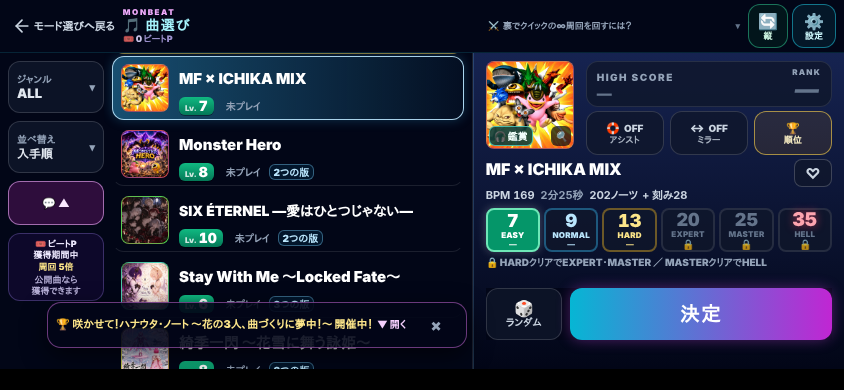 MONBEAT
← モード選びへ戻る
🎵 曲選び
🎟 0 ビートP
⚔ 裏でクイックの∞周回を回すには？
▼
縦
設定
ジャンル
ALL ▼
並べ替え
入手順 ▼
💬 ▲
🎟 ビートP
獲得期間中
周回 5倍
公開曲なら
獲得できます
MF × ICHIKA MIX
Lv. 7 未プレイ
Monster Hero
Lv. 8 未プレイ 2つの版
SIX ÉTERNEL —愛はひとつじゃない—
Lv. 10 未プレイ 2つの版
Stay With Me 〜Locked Fate〜
🏆 咲かせて！ハナウタ・ノート 〜花の3人、曲づくりに夢中！〜 開催中！ ▼ 開く ×
綺季一閃 〜花雪に舞う詠姫〜
🎧 鑑賞
HIGH SCORE
—
RANK
—
🛟 OFF
アシスト
↔ OFF
ミラー
🏆
順位
MF × ICHIKA MIX
♡
BPM 169 2分25秒 202ノーツ + 刻み28
7
EASY
—
9
NORMAL
—
13
HARD
—
20
EXPERT
🔒
25
MASTER
🔒
35
HELL
🔒
🔒 HARDクリアでEXPERT・MASTER ／ MASTERクリアでHELL
ランダム
決定